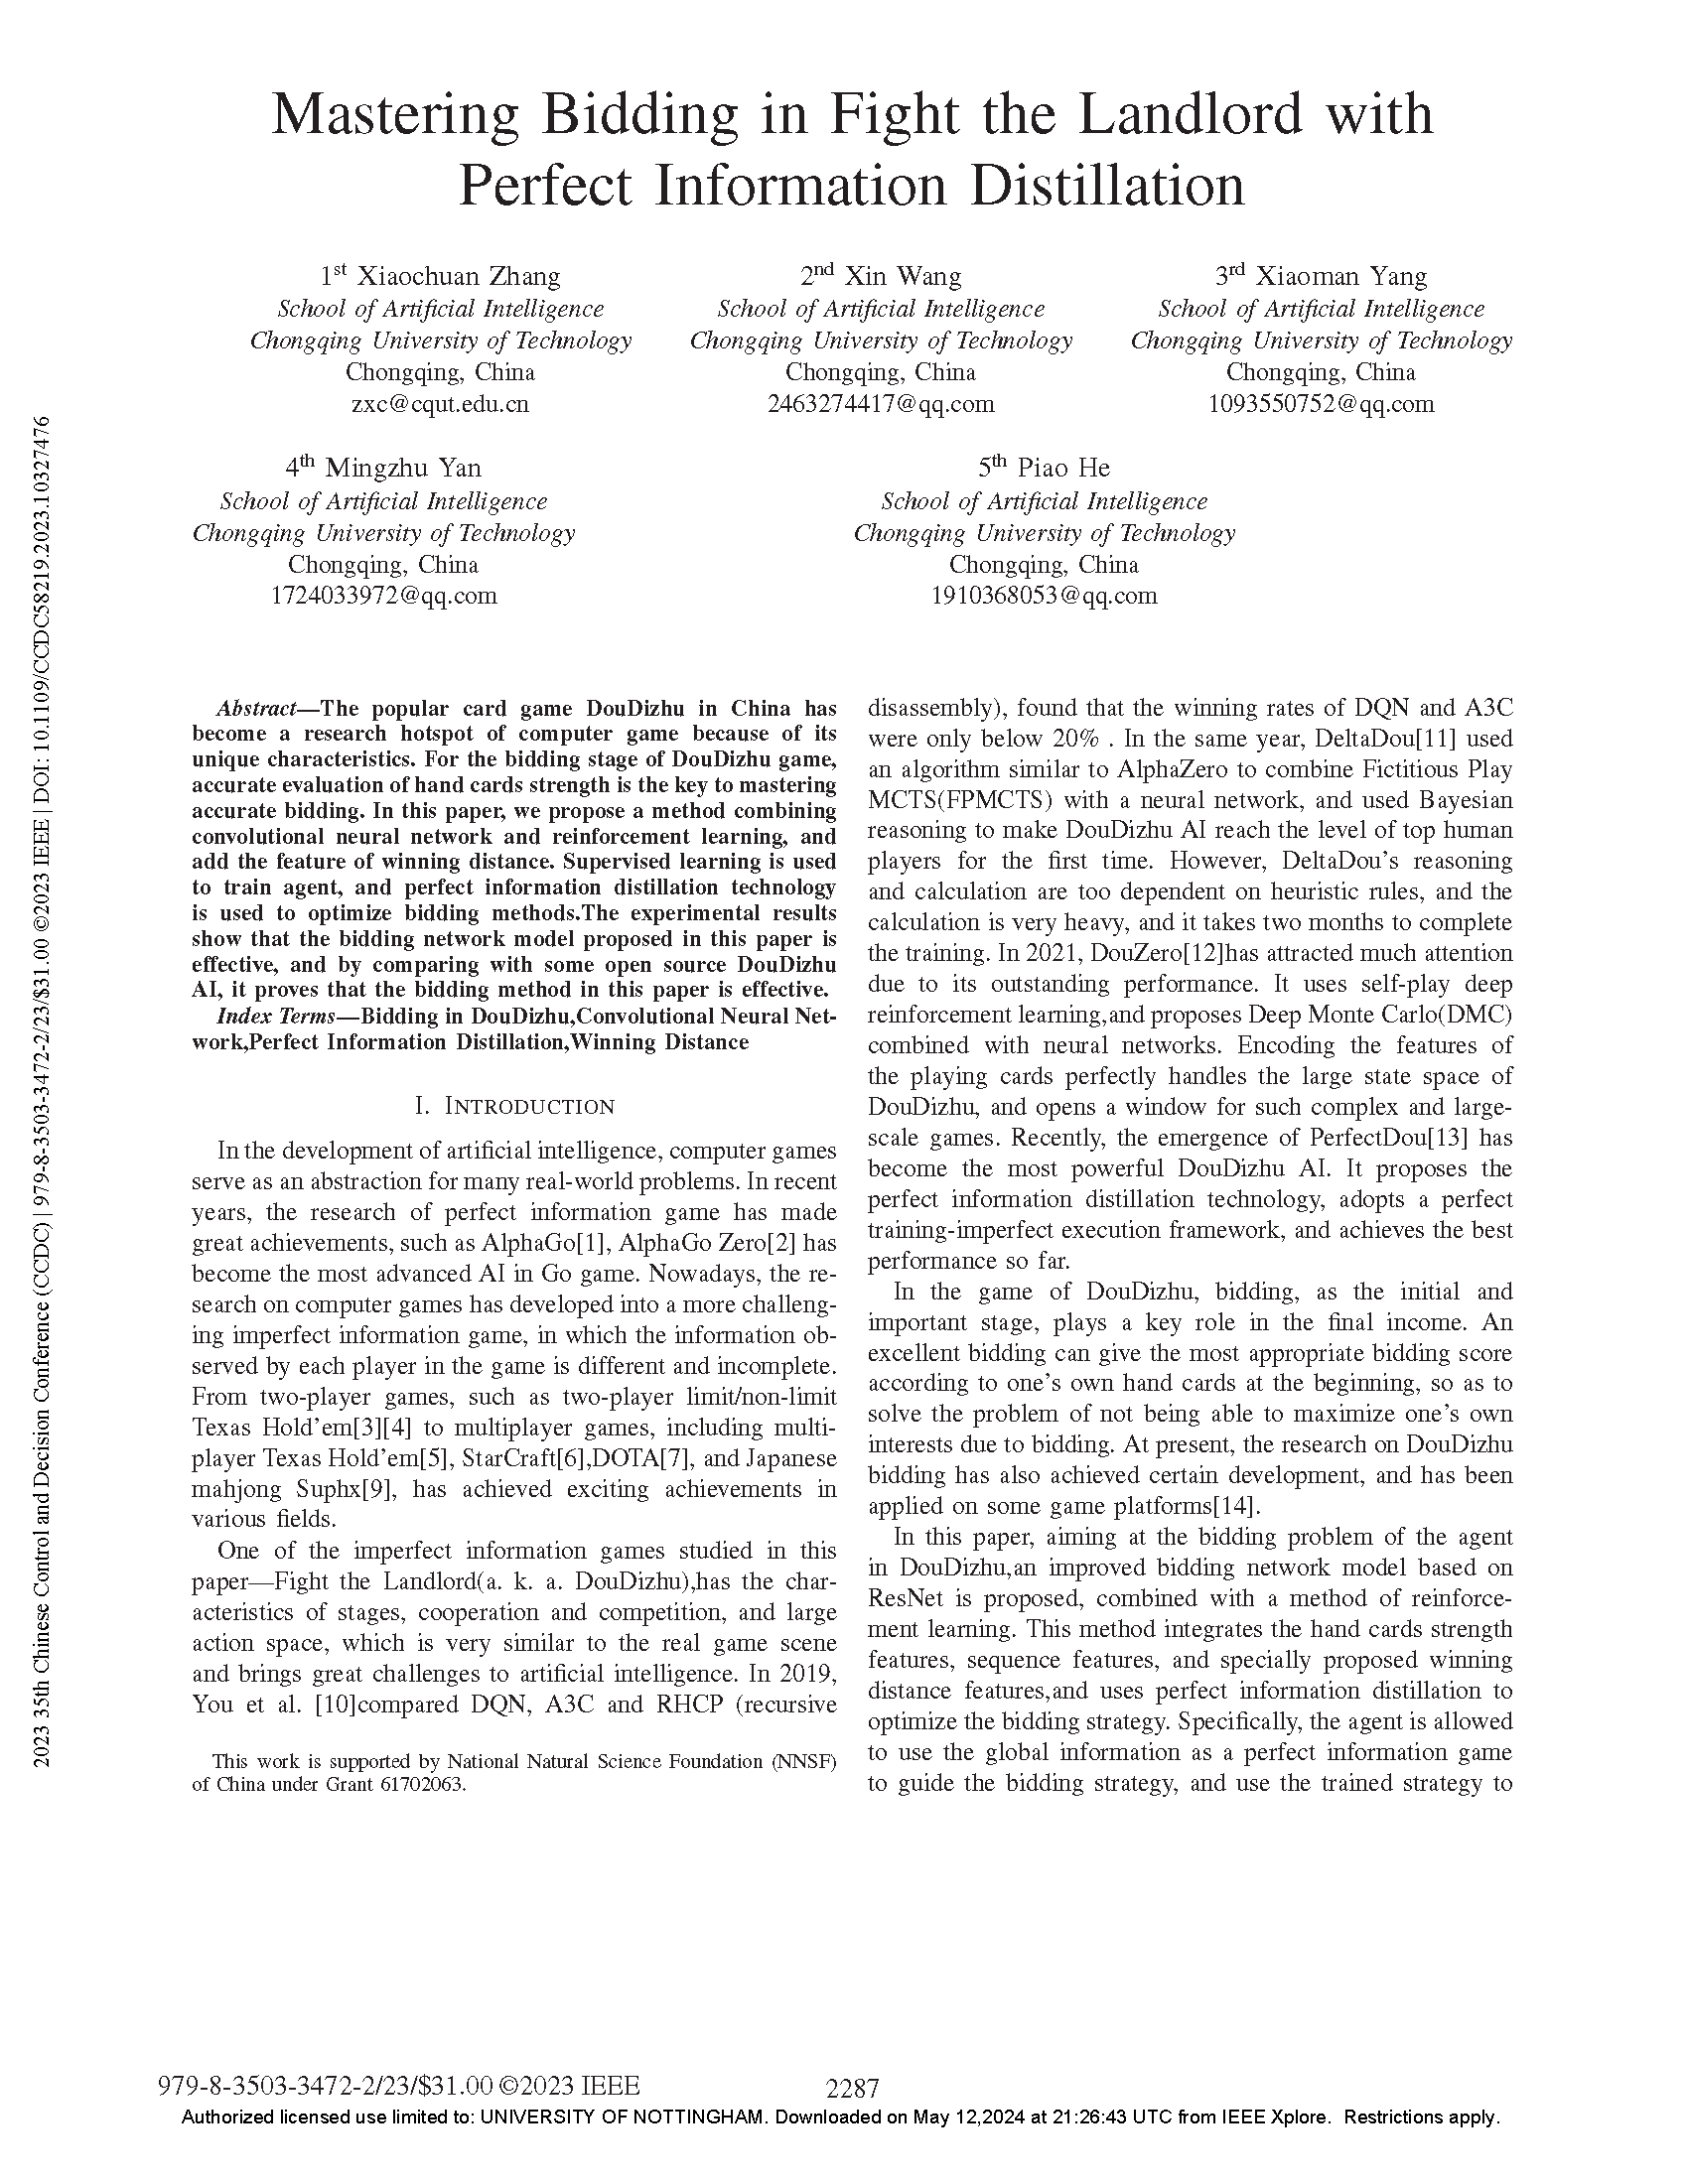 Mastering Bidding in Fight the Landlord with
Perfect Information Distillation
1st Xiaochuan Zhang
School of Artificial Intelligence
Chongqing University of Technology
Chongqing, China
zxc@cqut.edu.cn
2nd Xin Wang
School of Artificial Intelligence
Chongqing University of Technology
Chongqing, China
2463274417@qq.com
3rd Xiaoman Yang
School of Artificial Intelligence
Chongqing University of Technology
Chongqing, China
1093550752@qq.com
4th Mingzhu Yan
School of Artificial Intelligence
Chongqing University of Technology
Chongqing, China
1724033972@qq.com
5th Piao He
School of Artificial Intelligence
Chongqing University of Technology
Chongqing, China
1910368053@qq.com
Abstract—The popular card game DouDizhu in China has
become a research hotspot of computer game because of its
unique characteristics. For the bidding stage of DouDizhu game,
accurate evaluation of hand cards strength is the key to mastering
accurate bidding. In this paper, we propose a method combining
convolutional neural network and reinforcement learning, and
add the feature of winning distance. Supervised learning is used
to train agent, and perfect information distillation technology
is used to optimize bidding methods.The experimental results
show that the bidding network model proposed in this paper is
effective, and by comparing with some open source DouDizhu
AI, it proves that the bidding method in this paper is effective.
Index Terms—Bidding in DouDizhu,Convolutional Neural Net-
work,Perfect Information Distillation,Winning Distance
I. INTRODUCTION
In the development of artificial intelligence, computer games
serve as an abstraction for many real-world problems. In recent
years, the research of perfect information game has made
great achievements, such as AlphaGo[1], AlphaGo Zero[2] has
become the most advanced AI in Go game. Nowadays, the re-
search on computer games has developed into a more challeng-
ing imperfect information game, in which the information ob-
served by each player in the game is different and incomplete.
From two-player games, such as two-player limit/non-limit
Texas Hold'em[3][4] to multiplayer games, including multi-
player Texas Hold'em[5], StarCraft[6],DOTA[7], and Japanese
mahjong Suphx[9], has achieved exciting achievements in
various fields.
One of the imperfect information games studied in this
paper—Fight the Landlord(a. k. a. DouDizhu),has the char-
acteristics of stages, cooperation and competition, and large
action space, which is very similar to the real game scene
and brings great challenges to artificial intelligence. In 2019,
You et al. [10]compared DQN, A3C and RHCP (recursive
This work is supported by National Natural Science Foundation (NNSF)
of China under Grant 61702063.
disassembly), found that the winning rates of DQN and A3C
were only below 20% . In the same year, DeltaDou[11] used
an algorithm similar to AlphaZero to combine Fictitious Play
MCTS(FPMCTS) with a neural network, and used Bayesian
reasoning to make DouDizhu AI reach the level of top human
players for the first time. However, DeltaDou's reasoning
and calculation are too dependent on heuristic rules, and the
calculation is very heavy, and it takes two months to complete
the training. In 2021, DouZero[12]has attracted much attention
due to its outstanding performance. It uses self-play deep
reinforcement learning,and proposes Deep Monte Carlo(DMC)
combined with neural networks. Encoding the features of
the playing cards perfectly handles the large state space of
DouDizhu, and opens a window for such complex and large-
scale games. Recently, the emergence of PerfectDou[13] has
become the most powerful DouDizhu AI. It proposes the
perfect information distillation technology, adopts a perfect
training-imperfect execution framework, and achieves the best
performance so far.
In the game of DouDizhu, bidding, as the initial and
important stage, plays a key role in the final income. An
excellent bidding can give the most appropriate bidding score
according to one's own hand cards at the beginning, so as to
solve the problem of not being able to maximize one's own
interests due to bidding. At present, the research on DouDizhu
bidding has also achieved certain development, and has been
applied on some game platforms[14].
In this paper, aiming at the bidding problem of the agent
in DouDizhu,an improved bidding network model based on
ResNet is proposed, combined with a method of reinforce-
ment learning. This method integrates the hand cards strength
features, sequence features, and specially proposed winning
distance features,and uses perfect information distillation to
optimize the bidding strategy. Specifically, the agent is allowed
to use the global information as a perfect information game
to guide the bidding strategy, and use the trained strategy to
2023 35th Chinese Control and Decision Conference (CCDC) | 979-8-3503-3472-2/23/$31.00 ©2023 IEEE | DOI: 10.1109/CCDC58219.2023.10327476
979-8-3503-3472-2/23/$31.00 ©2023 IEEE
2287
Authorized licensed use limited to: UNIVERSITY OF NOTTINGHAM. Downloaded on May 12,2024 at 21:26:43 UTC from IEEE Xplore. Restrictions apply.